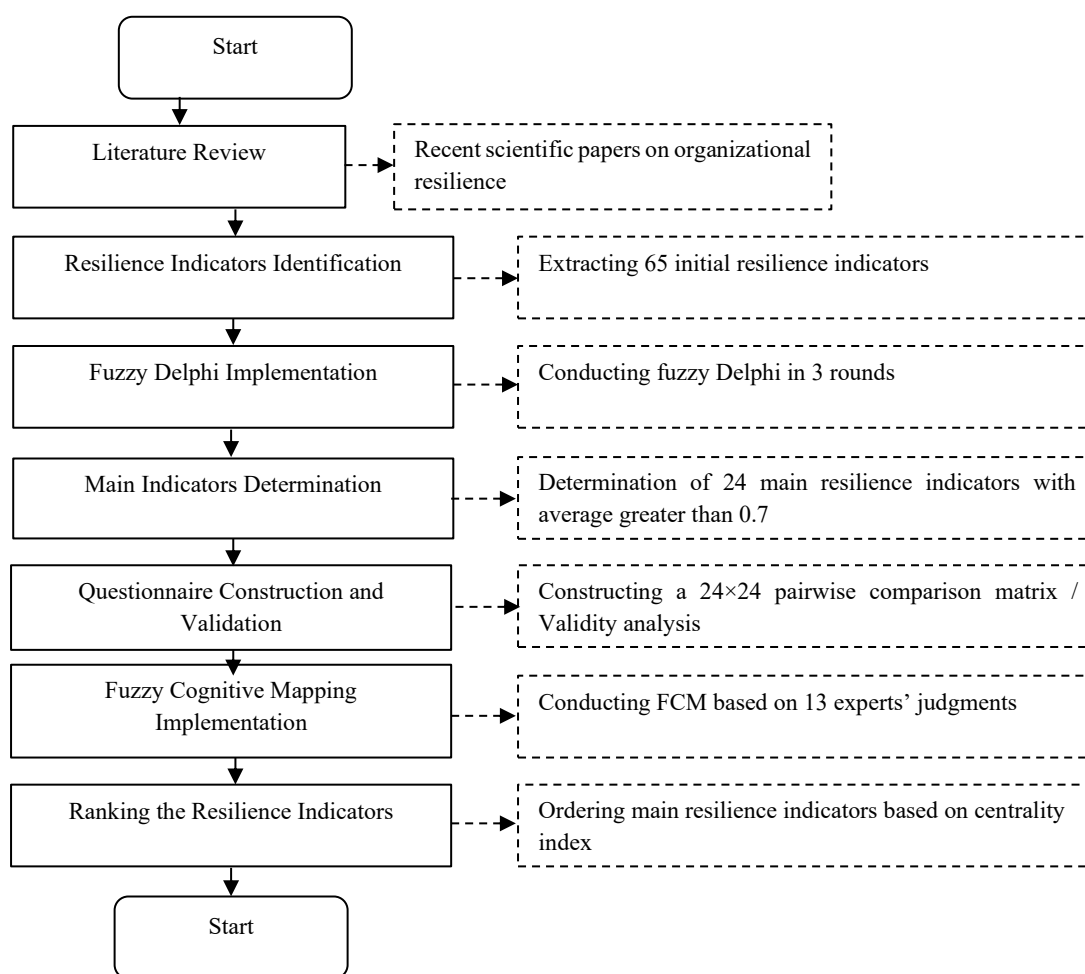 Start
Literature Review
Recent scientific papers on organizational
resilience
Resilience Indicators Identification
Extracting 65 initial resilience indicators
Fuzzy Delphi Implementation
Conducting fuzzy Delphi in 3 rounds
Main Indicators Determination
Determination of 24 main resilience indicators with
average greater than 0.7
Questionnaire Construction and
Validation
Constructing a 24×24 pairwise comparison matrix /
Validity analysis
Fuzzy Cognitive Mapping
Implementation
Conducting FCM based on 13 experts’ judgments
Ranking the Resilience Indicators
Ordering main resilience indicators based on centrality
index
Start